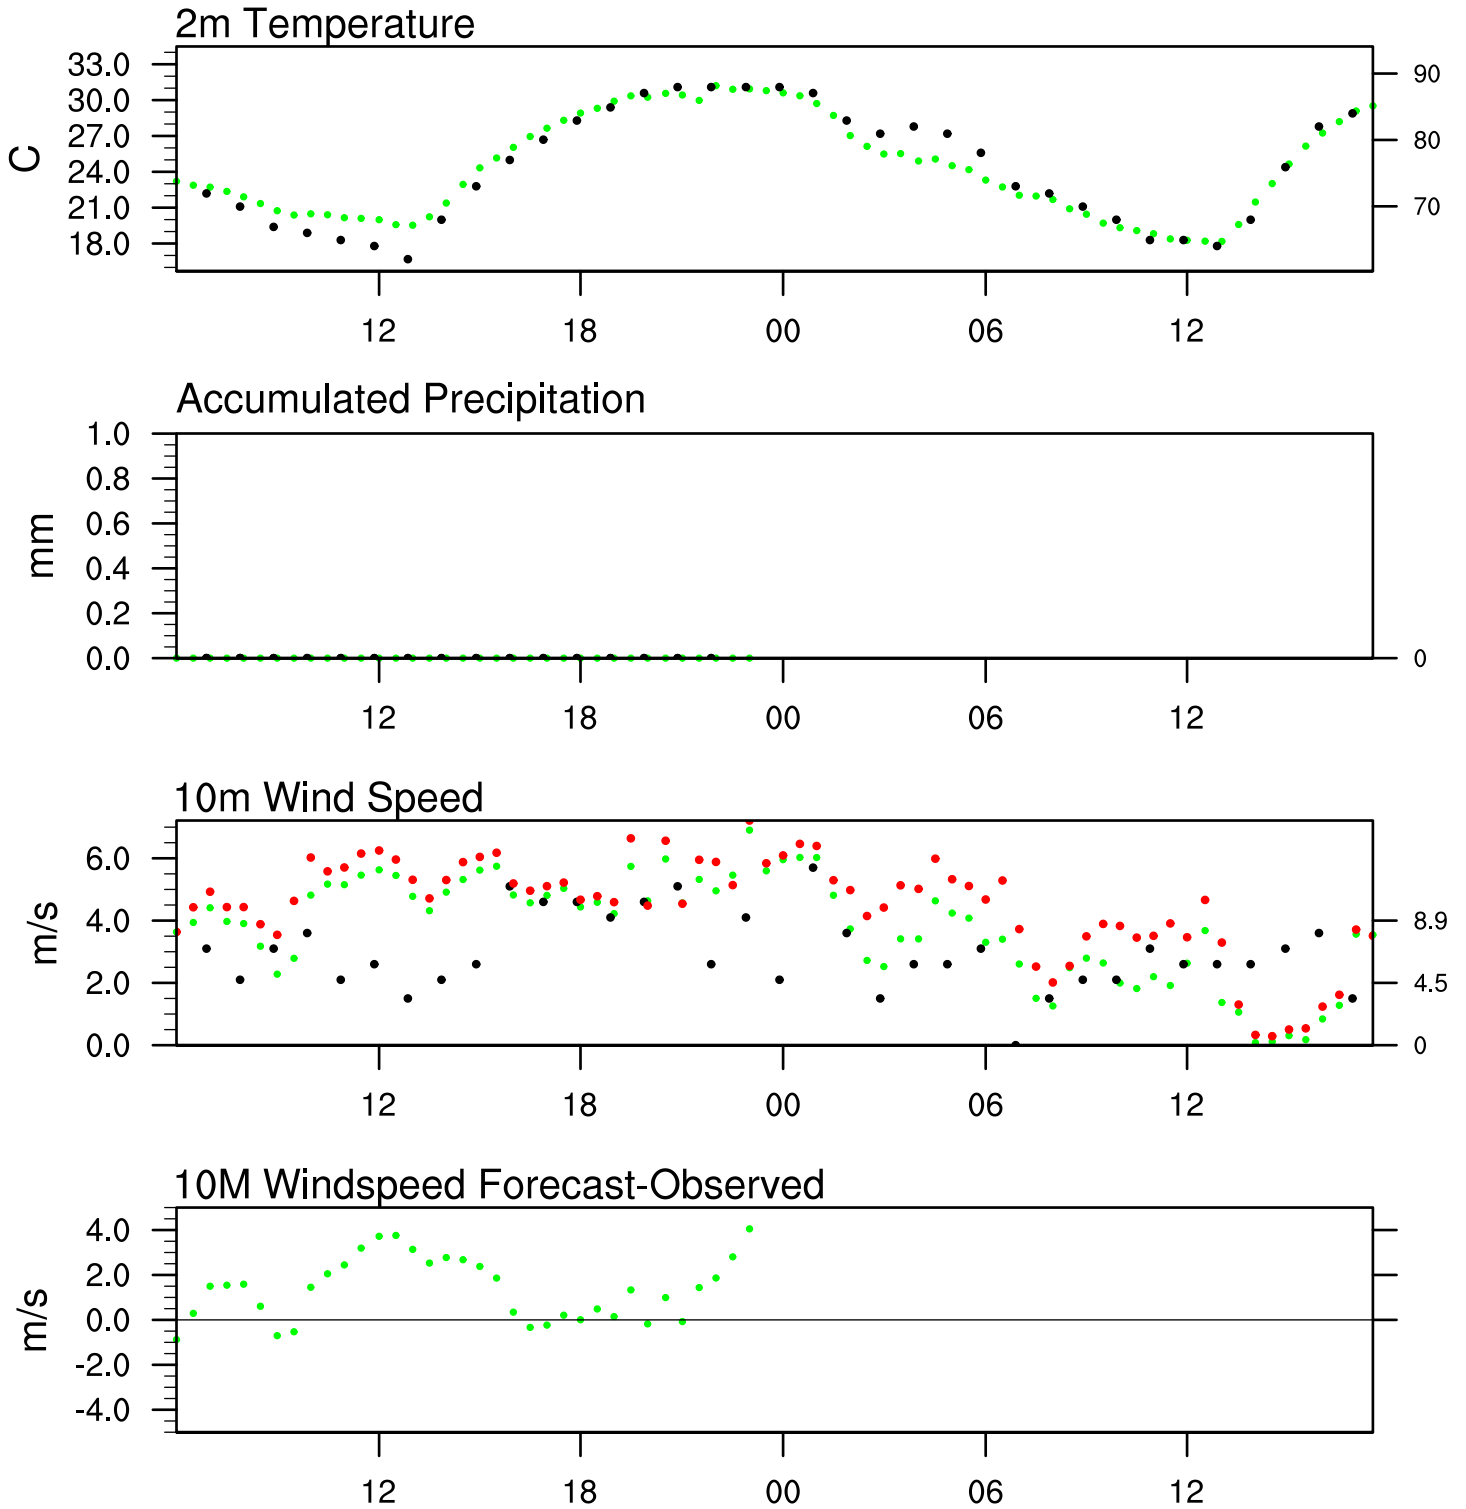 2m Temperature
33.0
30.0
27.0
24.0
21.0
18.0
C
90
80
70
12 18 00 06 12
Accumulated Precipitation
1.0
0.8
0.6
0.4
0.2
0.0
mm
0
12 18 00 06 12
10m Wind Speed
6.0
4.0
2.0
0.0
m/s
8.9
4.5
0
12 18 00 06 12
10M Windspeed Forecast-Observed
4.0
2.0
0.0
-2.0
-4.0
m/s
12 18 00 06 12